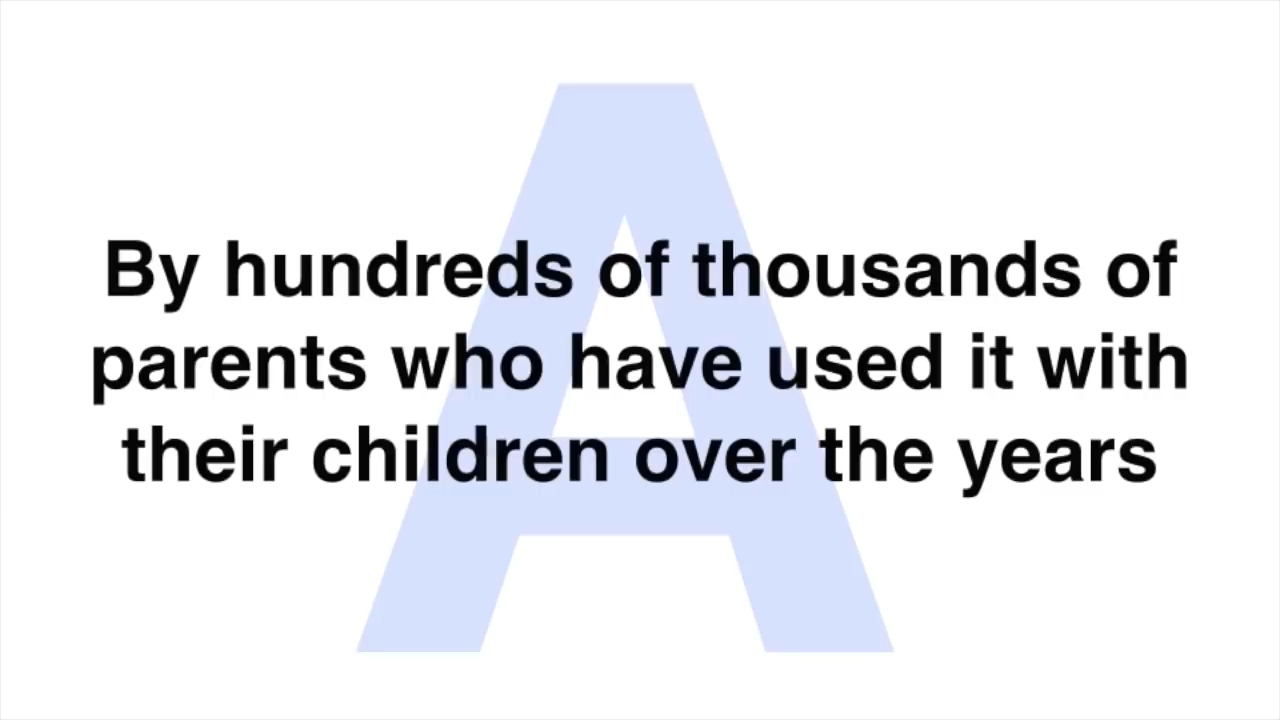 A
By hundreds of thousands of
parents who have used it with
their children over the years